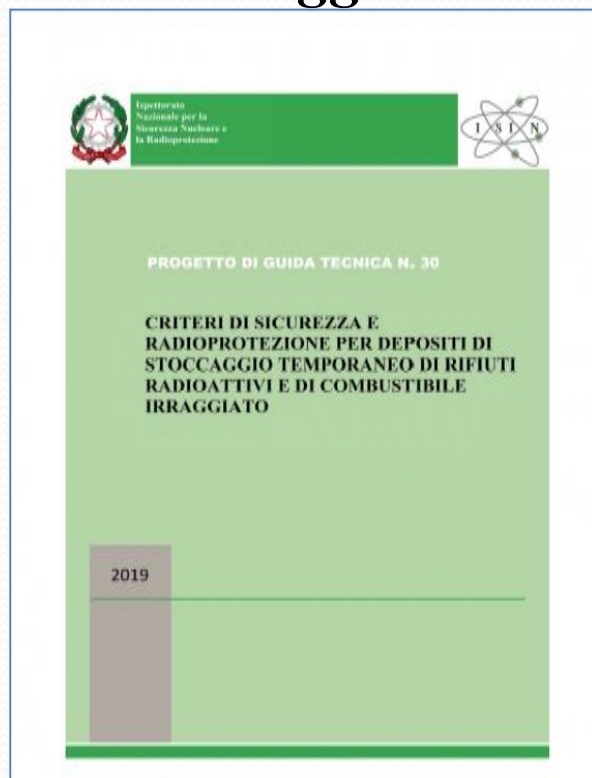 Ispettorato
Nazionale per la
Sicurezza Nucleare e
la Radioprotezione
I S I N
PROGETTO DI GUIDA TECNICA N. 30
CRITERI DI SICUREZZA E
RADIOPROTEZIONE PER DEPOSITI DI
STOCCAGGIO TEMPORANEO DI RIFIUTI
RADIOATTIVI E DI COMBUSTIBILE
IRRAGGIATO
2019